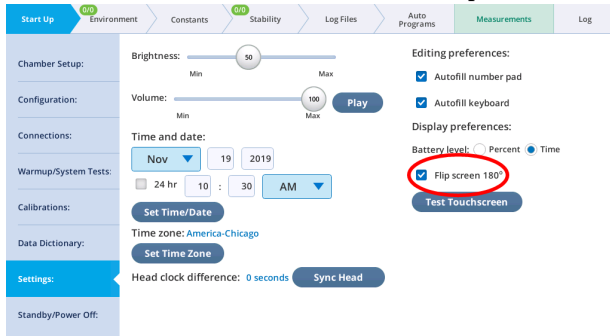 Start Up
0/0
Environment
Constants
0/0
Stability
Log Files
Auto
Programs
Measurements
Log
Chamber Setup:
Configuration:
Connections:
Warmup/System Tests:
Calibrations:
Data Dictionary:
Settings:
Standby/Power Off:
Brightness:
50
Min Max
Volume:
100
Play
Min Max
Time and date:
Nov 19 2019
24 hr 10 : 30 AM
Set Time/Date
Time zone: America-Chicago
Set Time Zone
Head clock difference: 0 seconds Sync Head
Editing preferences:
Autofill number pad
Autofill keyboard
Display preferences:
Battery level: Percent Time
Flip screen 180°
Test Touchscreen